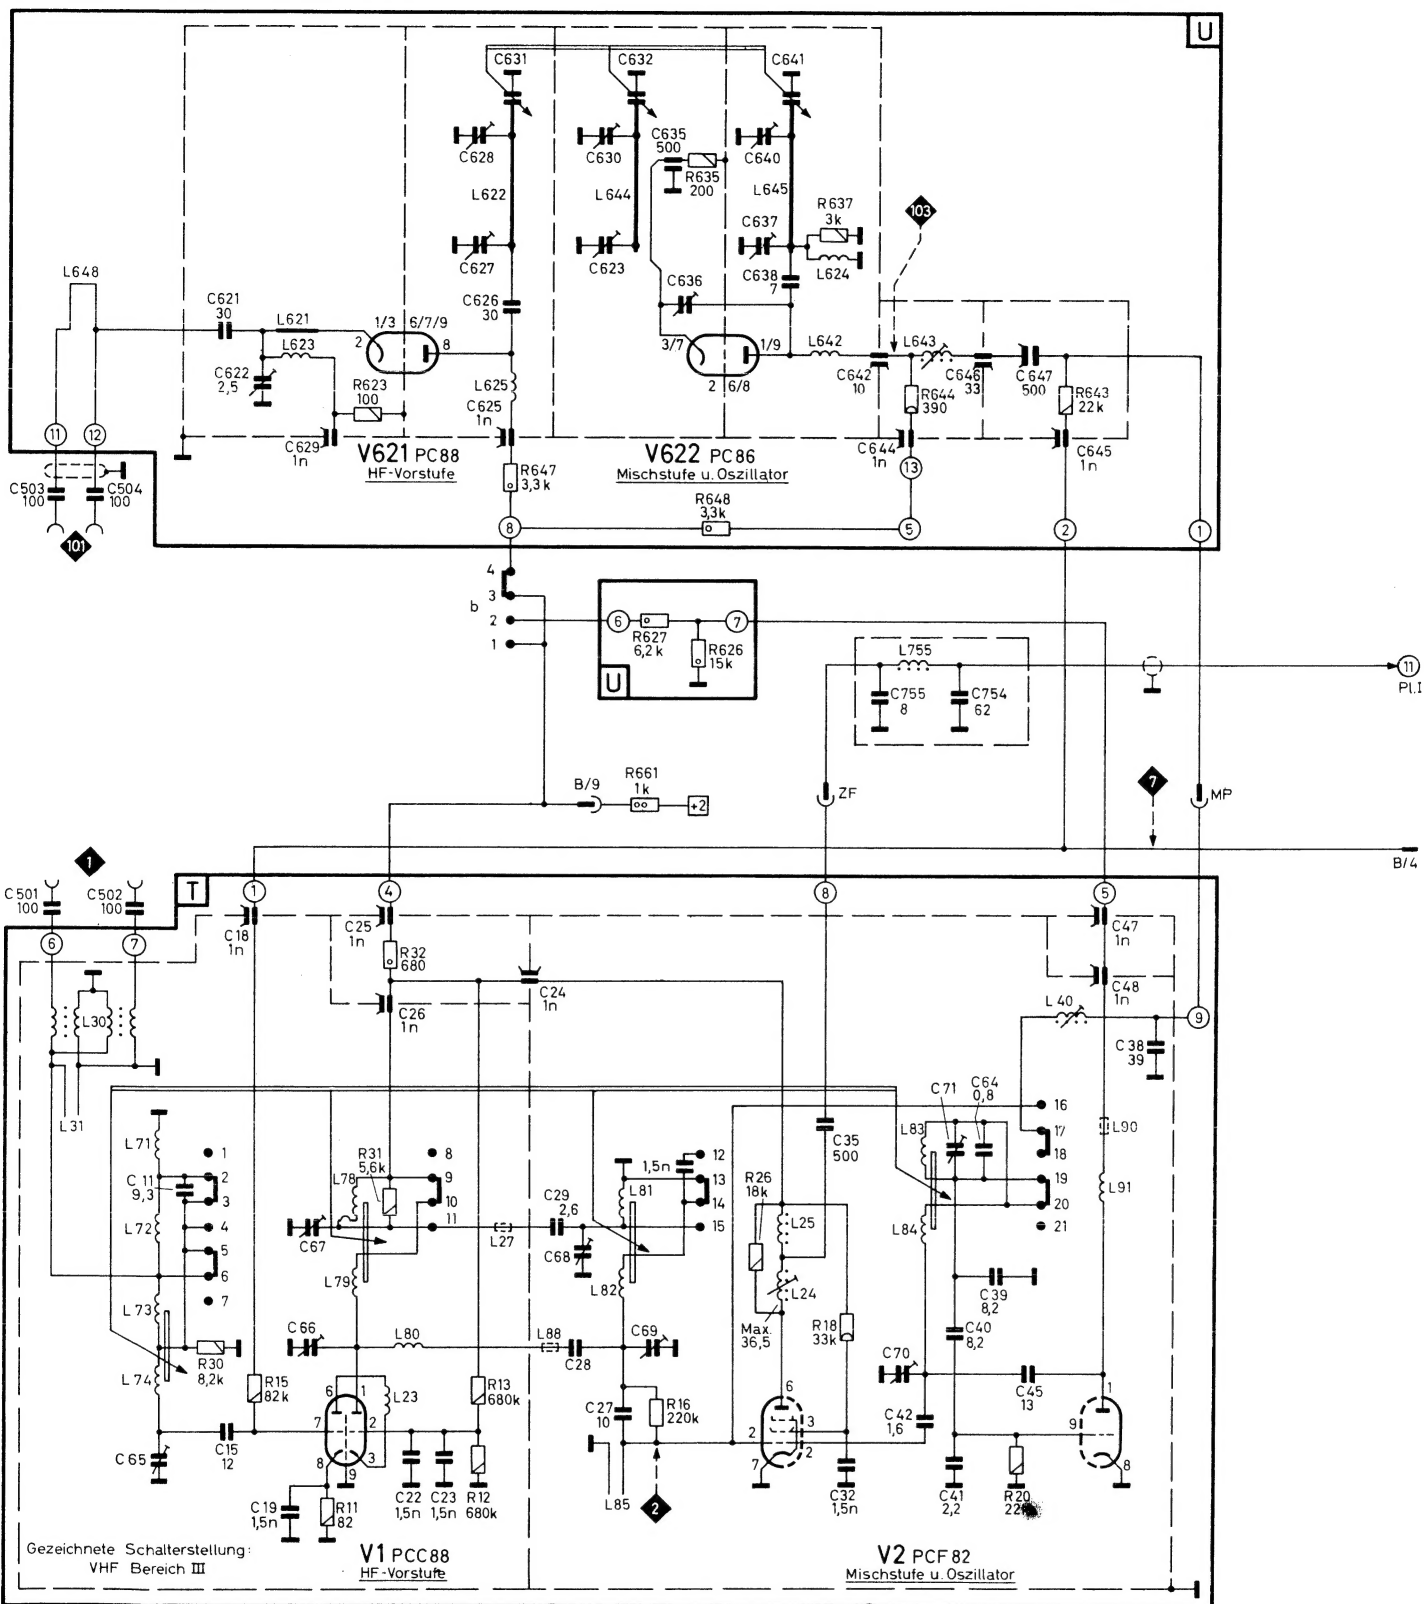 U
C631
C632
C641
C628
C630
C635
500
R635
200
C640
L622
L644
L645
R637
3k
103
C627
C623
C637
L624
C638
7
L648
C621
30
L621
C626
30
C636
1/3
6/7/9
2
8
L623
C622
2,5
R623
100
L625
C625
1n
3/7
1/9
2
6/8
L642
C642
10
L643
C646
33
C647
500
R644
390
R643
22k
11
12
C629
1n
V621 PC88
HF-Vorstufe
V622 PC86
Mischstufe u. Oszillator
C644
1n
13
C645
1n
C503
100
C504
100
R647
3,3k
R648
3,3k
101
8
5
2
1
4
3
b
2
1
6
R627
6,2k
7
R626
15k
U
L755
C755
8
C754
62
11
Pl.I
B/9
R661
1k
+2
ZF
7
MP
B/4
1
C501
100
C502
100
T
1
4
8
5
6
7
C18
1n
C25
1n
R32
680
C24
1n
C47
1n
C48
1n
C26
1n
L30
L40
9
C38
39
L31
C71
C64
0,8
16
L71
1
C11
9,3
2
3
L72
4
5
6
7
R31
5,6k
L78
8
9
10
11
C67
L27
C29
2,6
1,5n
L81
12
13
14
15
C68
C35
500
R26
18k
L25
L83
17
18
19
20
21
L84
L90
L91
L73
L79
L82
L24
Max.
36,5
R18
33k
C39
8,2
C40
8,2
R30
8,2k
L74
C66
L80
L88
C28
C69
C70
C45
13
R15
82k
6
1
L23
R13
680k
C27
10
R16
220k
6
C42
1,6
1
C65
C15
12
7
2
8
9
3
2
3
2
7
9
8
C19
1,5n
R11
82
C22
1,5n
C23
1,5n
R12
680k
L85
2
C32
1,5n
C41
2,2
R20
Gezeichnete Schalterstellung:
VHF Bereich III
V1 PCC88
HF-Vorstufe
V2 PCF82
Mischstufe u. Oszillator